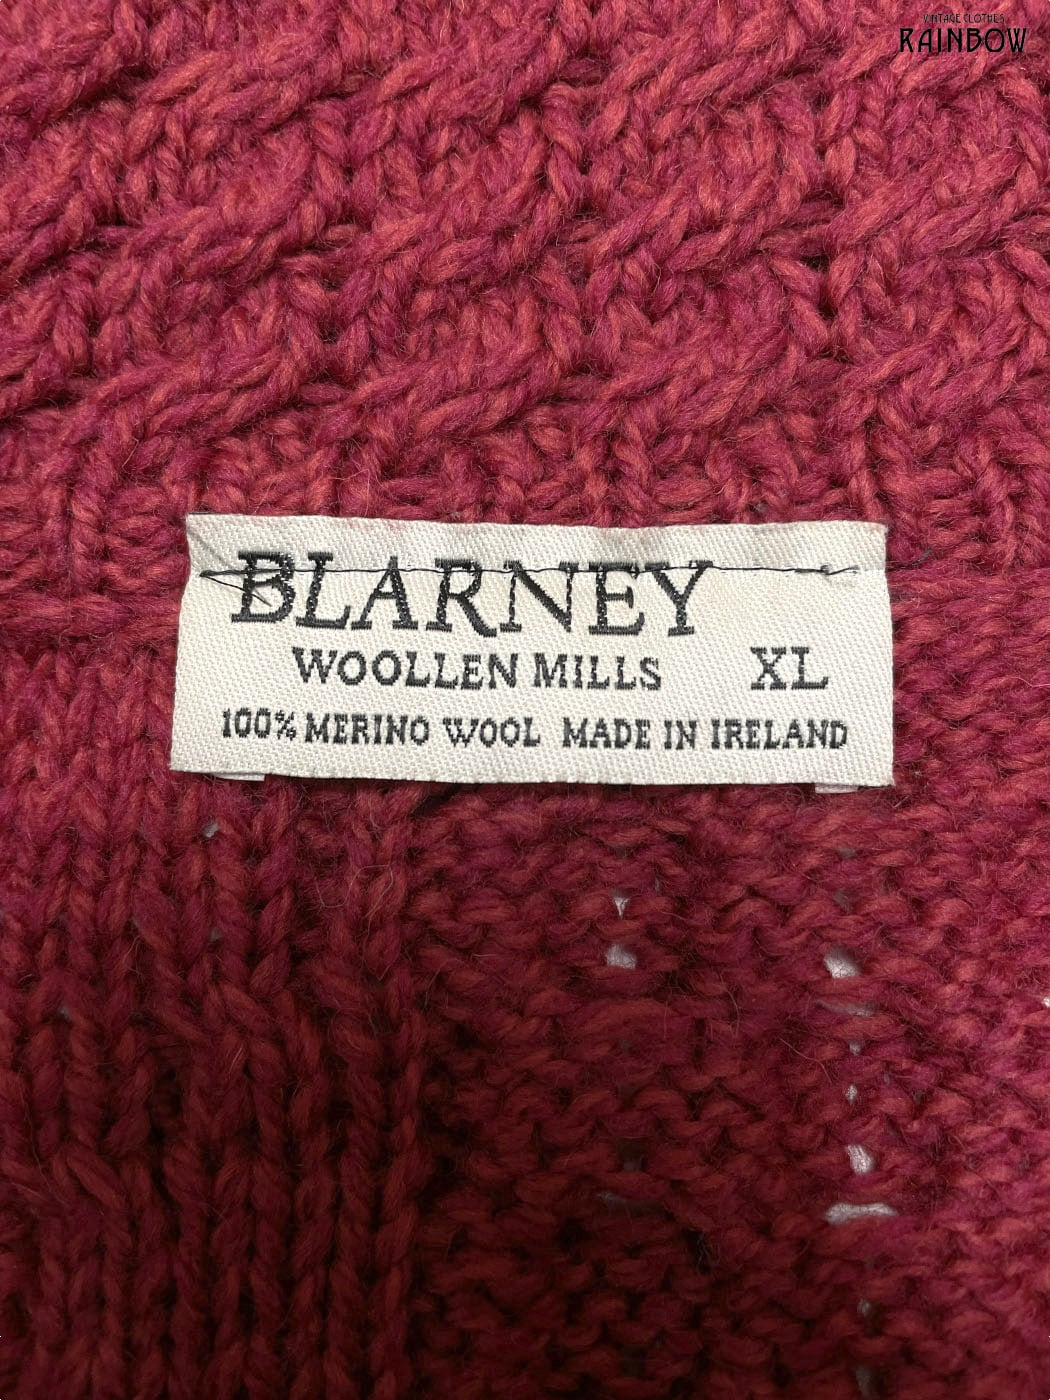 VINTAGE CLOTHES
RAINBOW
BLARNEY
WOOLLEN MILLS XL
100% MERINO WOOL MADE IN IRELAND